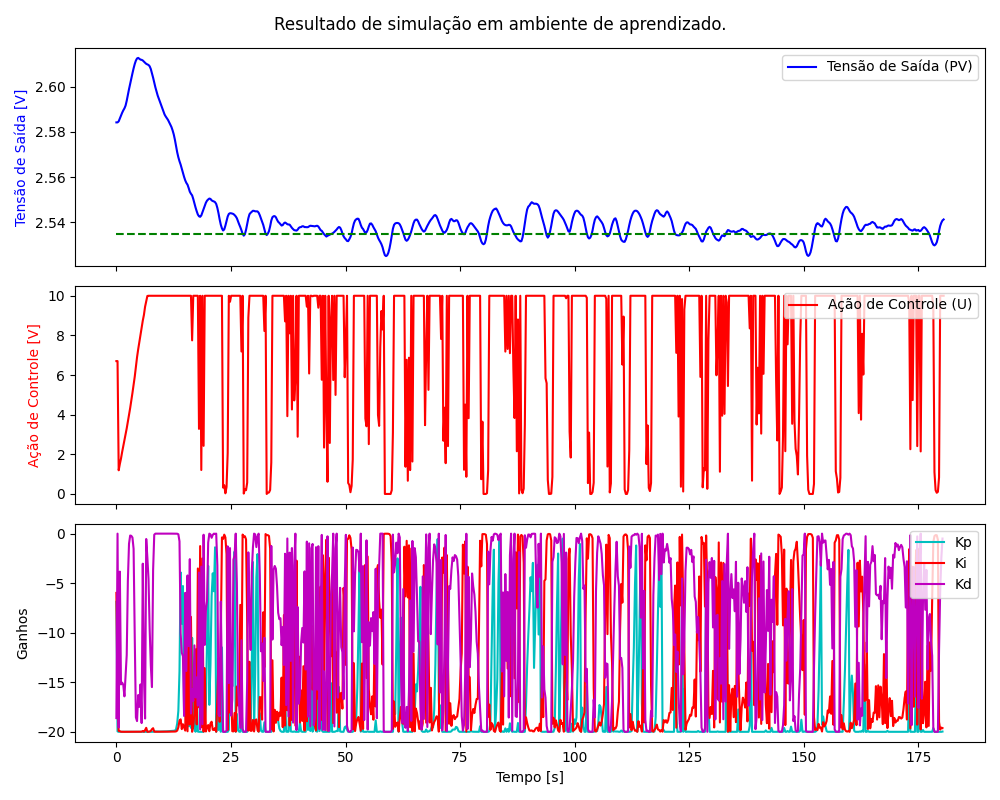 Resultado de simulação em ambiente de aprendizado.
Tensão de Saída [V]
2.60
2.58
2.56
2.54
Tensão de Saída (PV)
Ação de Controle [V]
10
8
6
4
2
0
Ação de Controle (U)
Ganhos
0
−5
−10
−15
−20
Kp
Ki
Kd
0
25
50
75
100
125
150
175
Tempo [s]